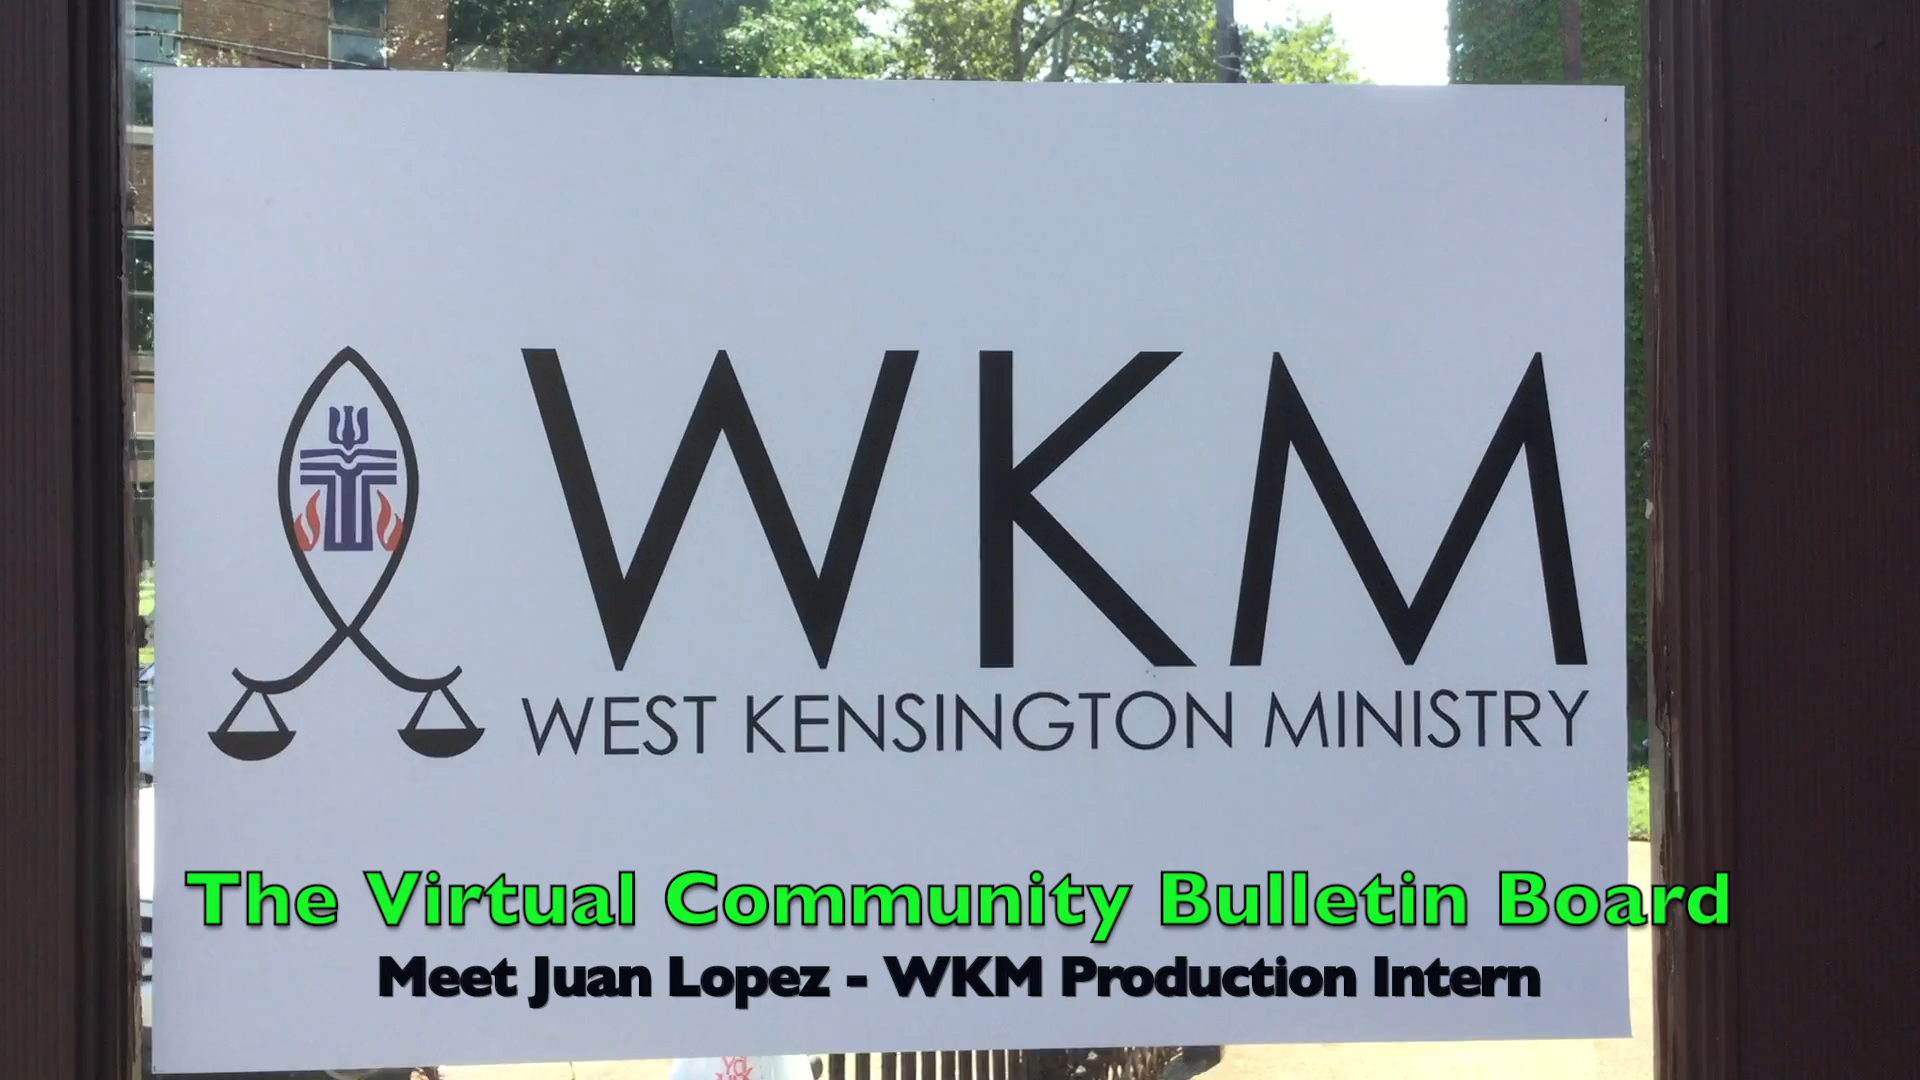 WKM
WEST KENSINGTON MINISTRY
The Virtual Community Bulletin Board
Meet Juan Lopez - WKM Production Intern